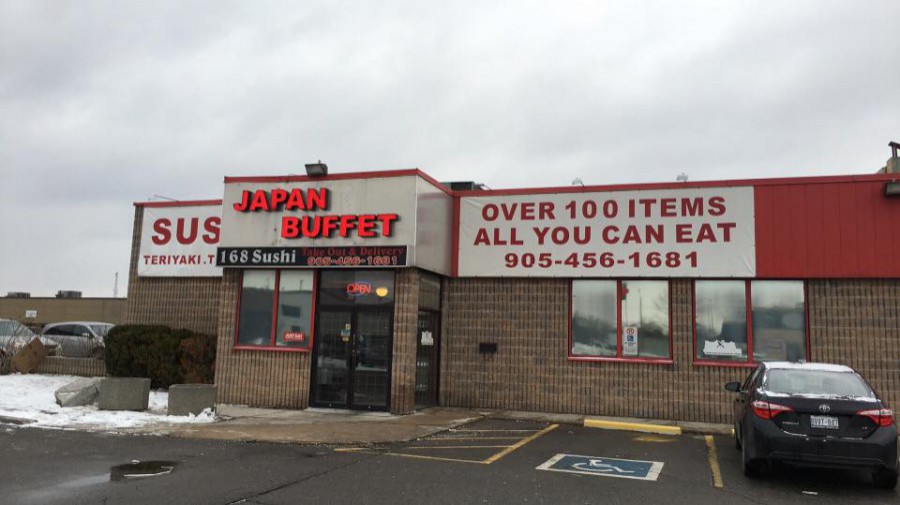 SUS
TERIYAKI.T
JAPAN
BUFFET
168 Sushi
Take Out & Delivery
905-456-1681
OPEN
OVER 100 ITEMS
ALL YOU CAN EAT
905-456-1681